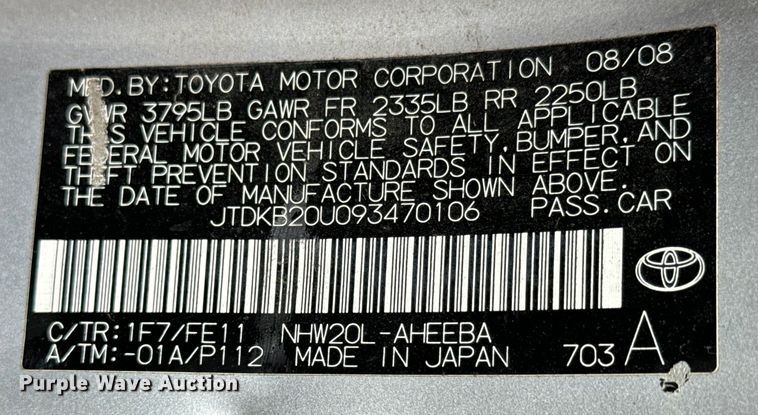 MFD.BY:TOYOTA MOTOR CORPORATION 08/08
GVWR 3795LB GAWR FR 2335LB RR 2250LB
THIS VEHICLE CONFORMS TO ALL APPLICABLE
FEDERAL MOTOR VEHICLE SAFETY,BUMPER,AND
THEFT PREVENTION STANDARDS IN EFFECT ON
THE DATE OF MANUFACTURE SHOWN ABOVE.
JTDKB20U093470106 PASS.CAR
C/TR:1F7/FE11 NHW20L-AHEEBA
A/TM:-01A/P112 MADE IN JAPAN 703 A
Purple Wave Auction